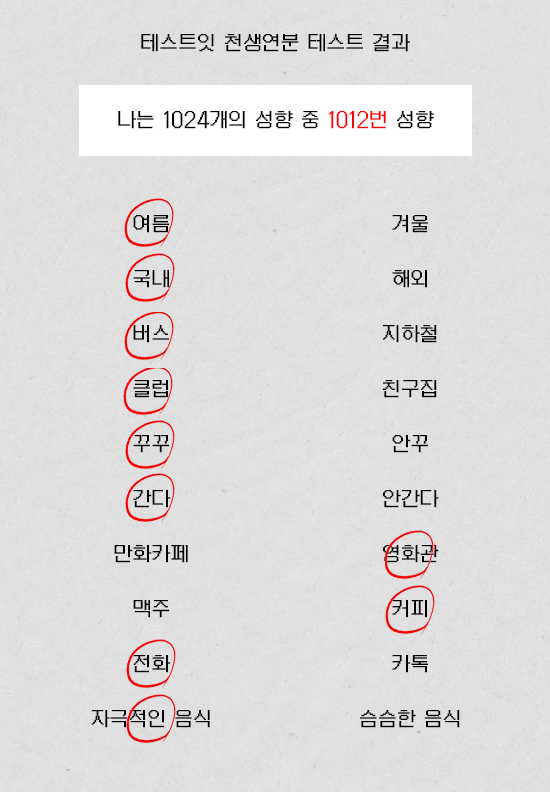 테스트잇 천생연분 테스트 결과
나는 1024개의 성향 중 1012번 성향
여름 겨울
국내 해외
버스 지하철
클럽 친구집
꾸꾸 안꾸
간다 안간다
만화카페 영화관
맥주 커피
전화 카톡
자극적인 음식 슴슴한 음식